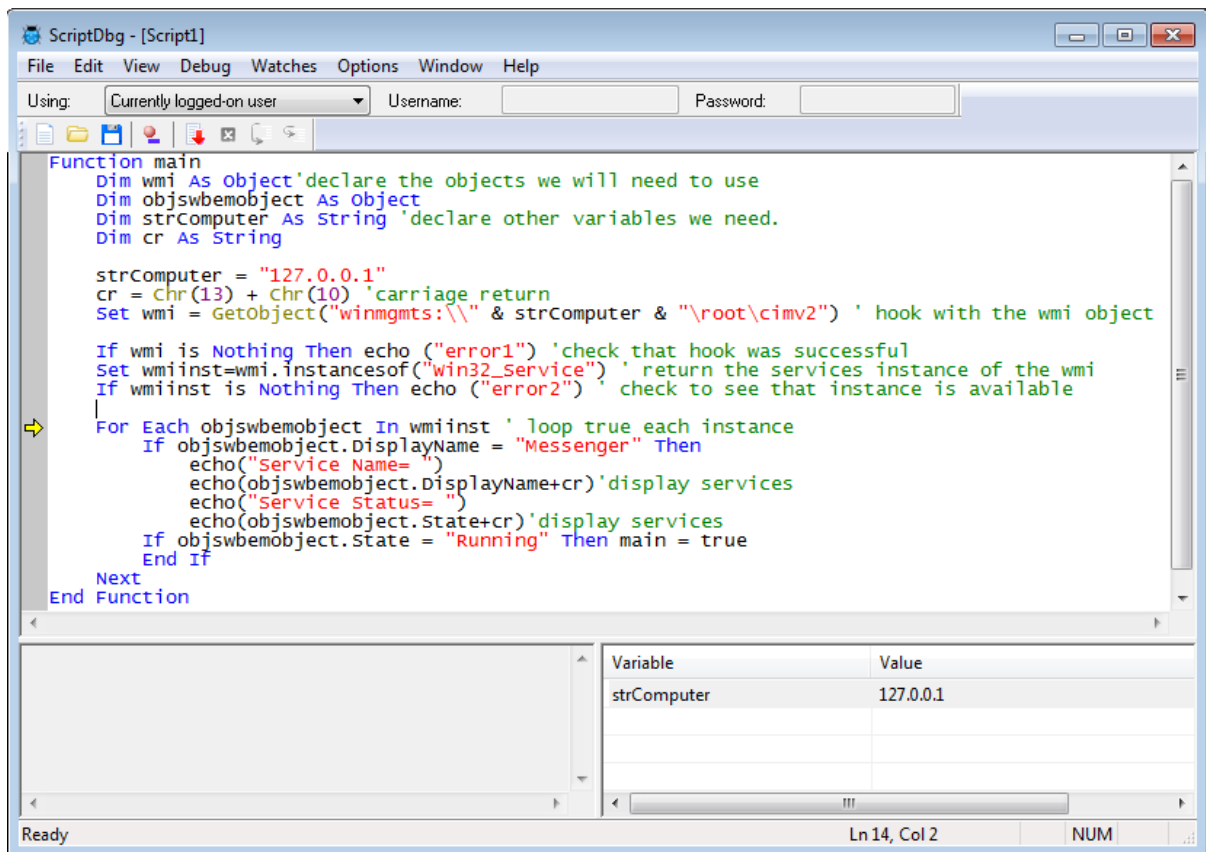 ScriptDbg - [Script1]
File Edit View Debug Watches Options Window Help
Using: Currently logged-on user Username: Password:
Function main
Dim wmi As Object'declare the objects we will need to use
Dim objswbemobject As Object
Dim strComputer As String 'declare other variables we need.
Dim cr As String
strComputer = "127.0.0.1"
cr = Chr(13) + Chr(10) 'carriage return
Set wmi = GetObject("winmgmts:\\" & strComputer & "\root\cimv2") ' hook with the wmi object
If wmi is Nothing Then echo ("error1") 'check that hook was successful
Set wmiinst=wmi.instancesof("Win32_Service") ' return the services instance of the wmi
If wmiinst is Nothing Then echo ("error2") ' check to see that instance is available
For Each objswbemobject In wmiinst ' loop true each instance
If objswbemobject.DisplayName = "Messenger" Then
echo("Service Name= ")
echo(objswbemobject.DisplayName+cr)'display services
echo("Service Status= ")
echo(objswbemobject.State+cr)'display services
If objswbemobject.State = "Running" Then main = true
End If
Next
End Function
Variable Value
strComputer 127.0.0.1
Ready Ln 14, Col 2 NUM